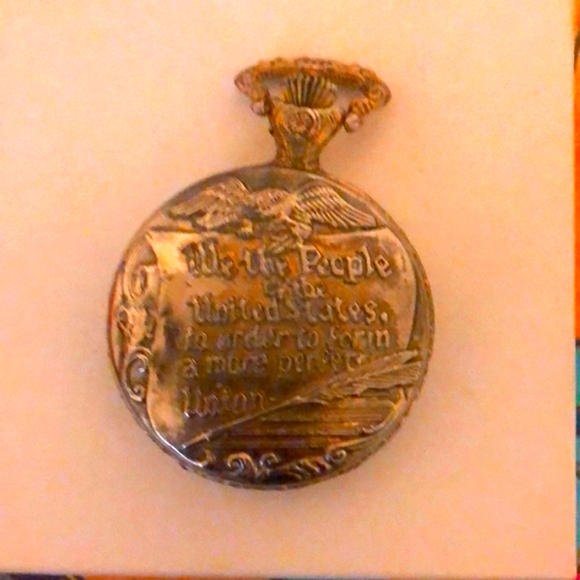 We the People
of the
United States,
in order to form
a more perfect
Union